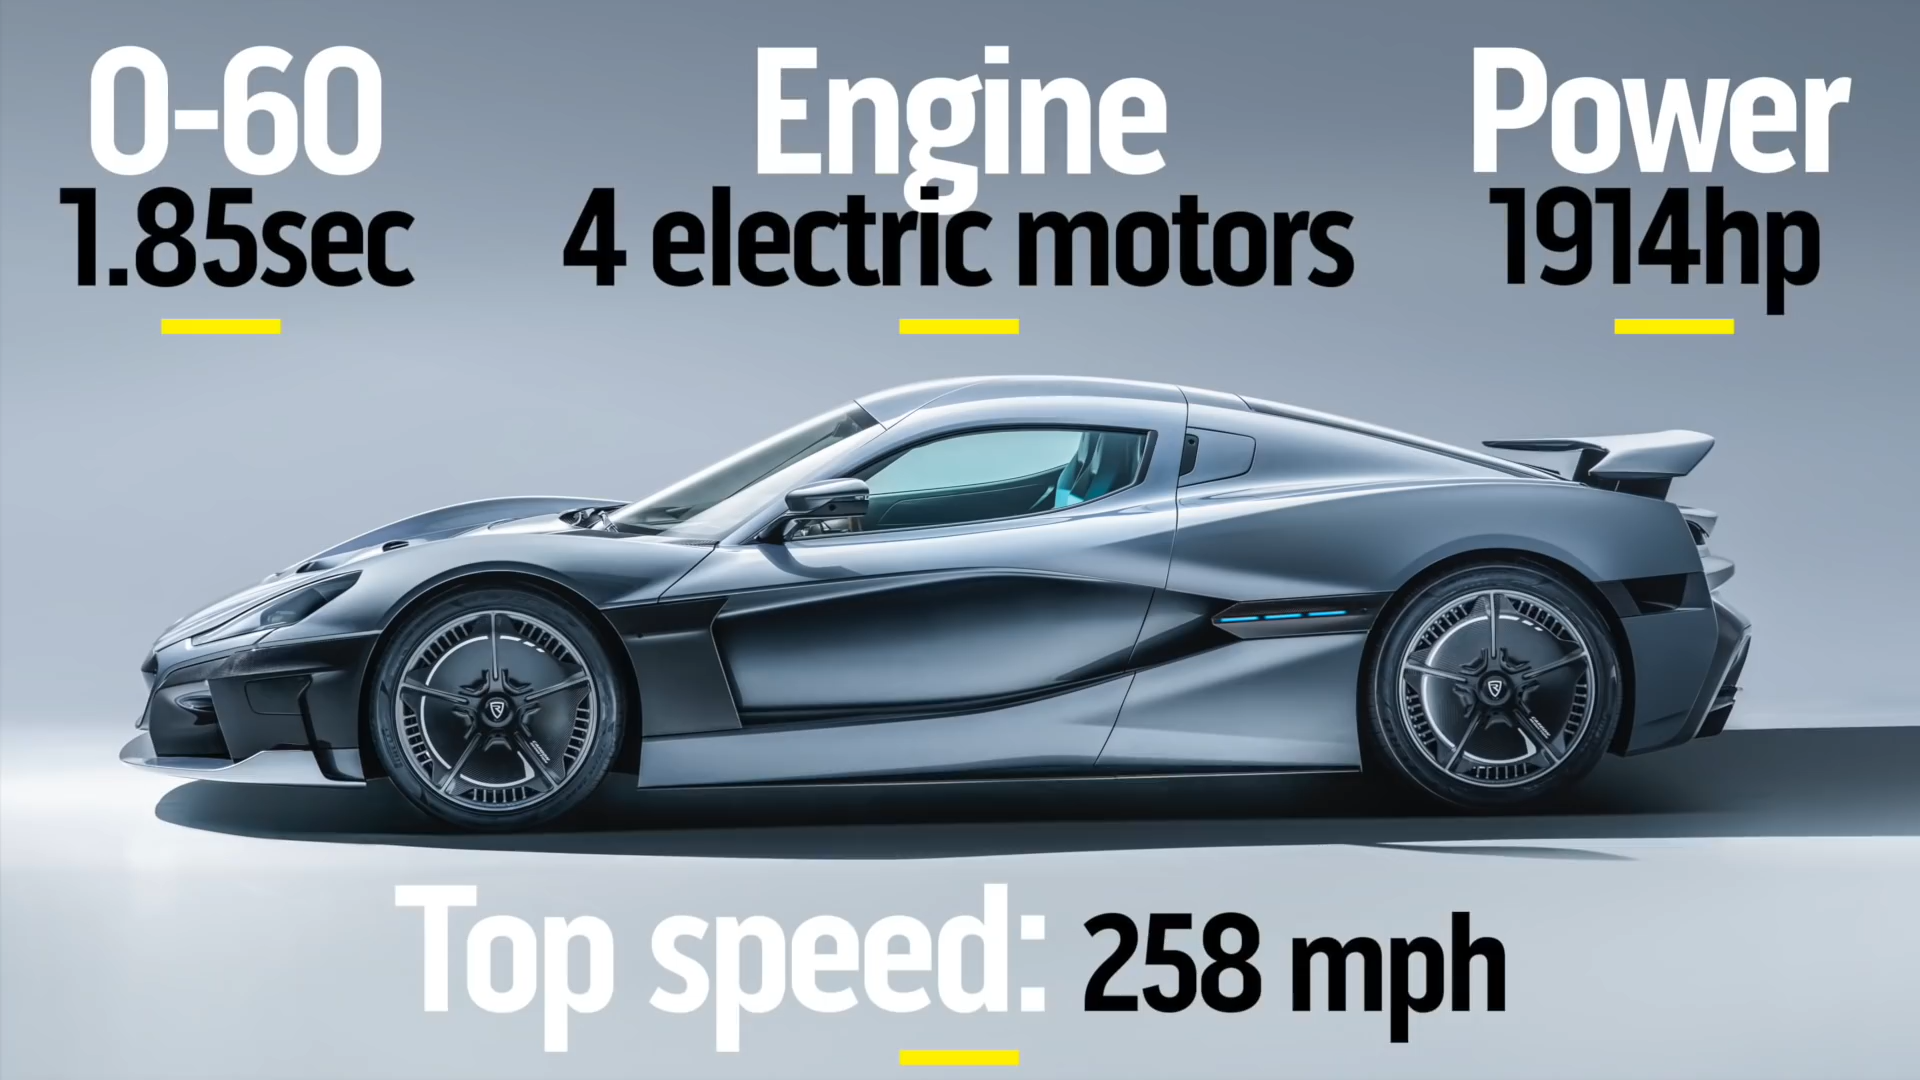 0-60
1.85sec
Engine
4 electric motors
Power
1914hp
Top speed: 258 mph